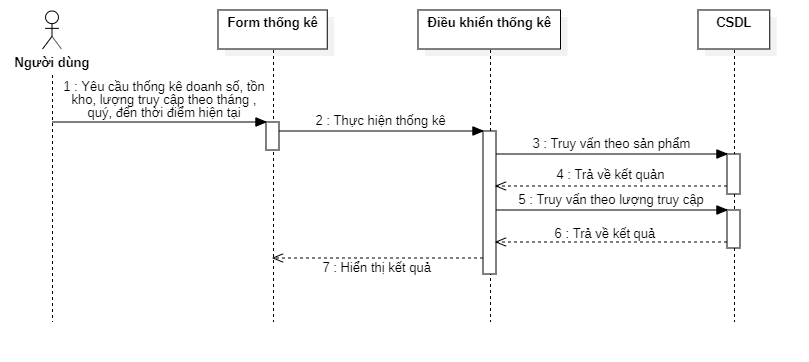 Form thống kê
Điều khiển thống kê
CSDL
Người dùng
1 : Yêu cầu thống kê doanh số, tồn
kho, lượng truy cập theo tháng ,
quý, đến thời điểm hiện tại
2 : Thực hiện thống kê
3 : Truy vấn theo sản phẩm
4 : Trả về kết quản
5 : Truy vấn theo lượng truy cập
6 : Trả về kết quả
7 : Hiển thị kết quả